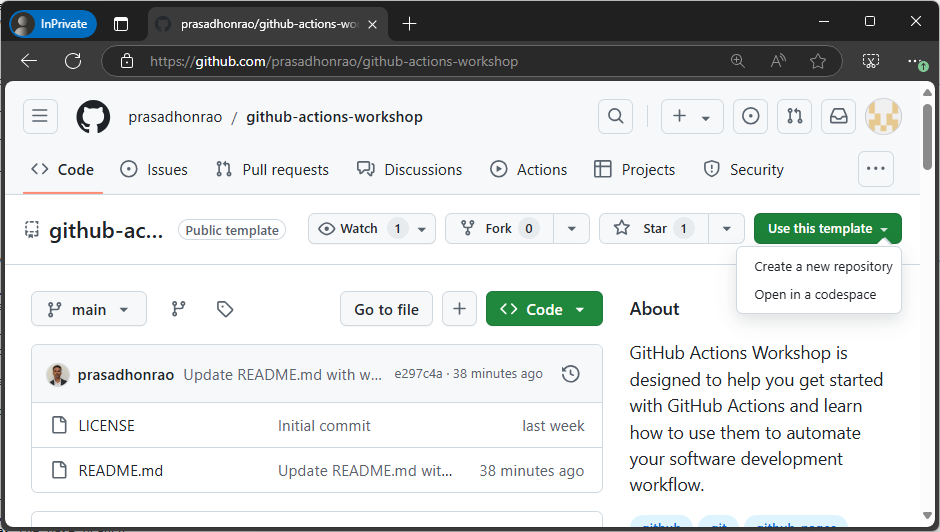 InPrivate
prasadhonrao/github-actions-wo
https://github.com/prasadhonrao/github-actions-workshop
prasadhonrao / github-actions-workshop
Code
Issues
Pull requests
Discussions
Actions
Projects
Security
github-ac...
Public template
Watch 1
Fork 0
Star 1
Use this template
Create a new repository
Open in a codespace
main
Go to file
Code
About
prasadhonrao Update README.md with w... e297c4a · 38 minutes ago
LICENSE Initial commit last week
README.md Update README.md wit... 38 minutes ago
GitHub Actions Workshop is
designed to help you get started
with GitHub Actions and learn
how to use them to automate
your software development
workflow.
github git github-pages